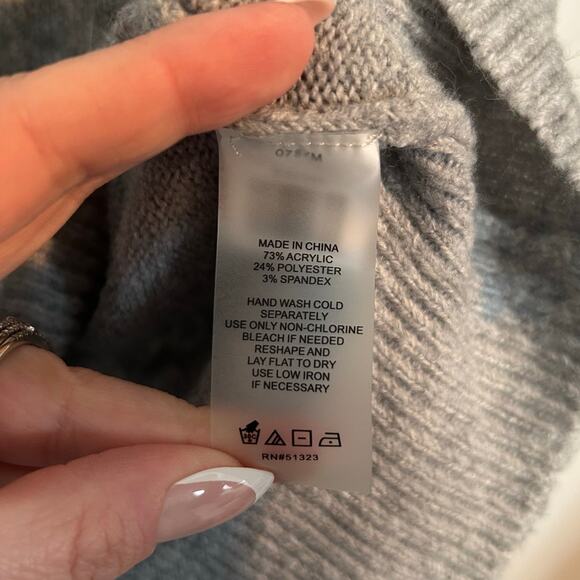 MADE IN CHINA
73% ACRYLIC
24% POLYESTER
3% SPANDEX
HAND WASH COLD
SEPARATELY
USE ONLY NON-CHLORINE
BLEACH IF NEEDED
RESHAPE AND
LAY FLAT TO DRY
USE LOW IRON
IF NECESSARY
RN#51323